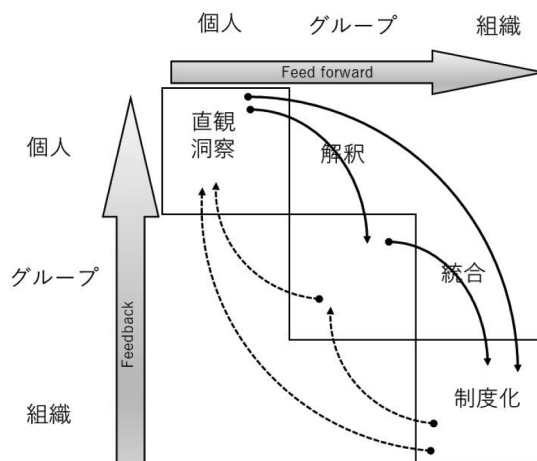 個人
グループ
組織
Feed forward
個人
直観
洞察
解釈
グループ
統合
Feedback
組織
制度化